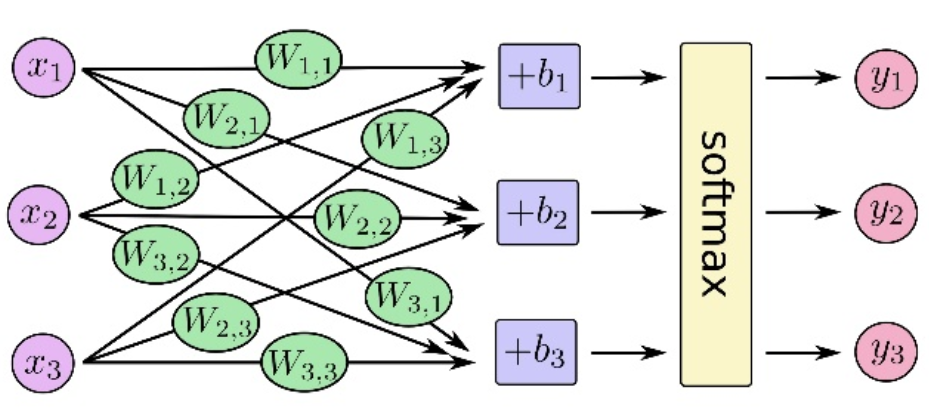 x₁
W₁,₁
+b₁
y₁
W₂,₁
W₁,₃
W₁,₂
x₂
W₂,₂
+b₂
softmax
y₂
W₃,₂
W₃,₁
W₂,₃
x₃
W₃,₃
+b₃
y₃